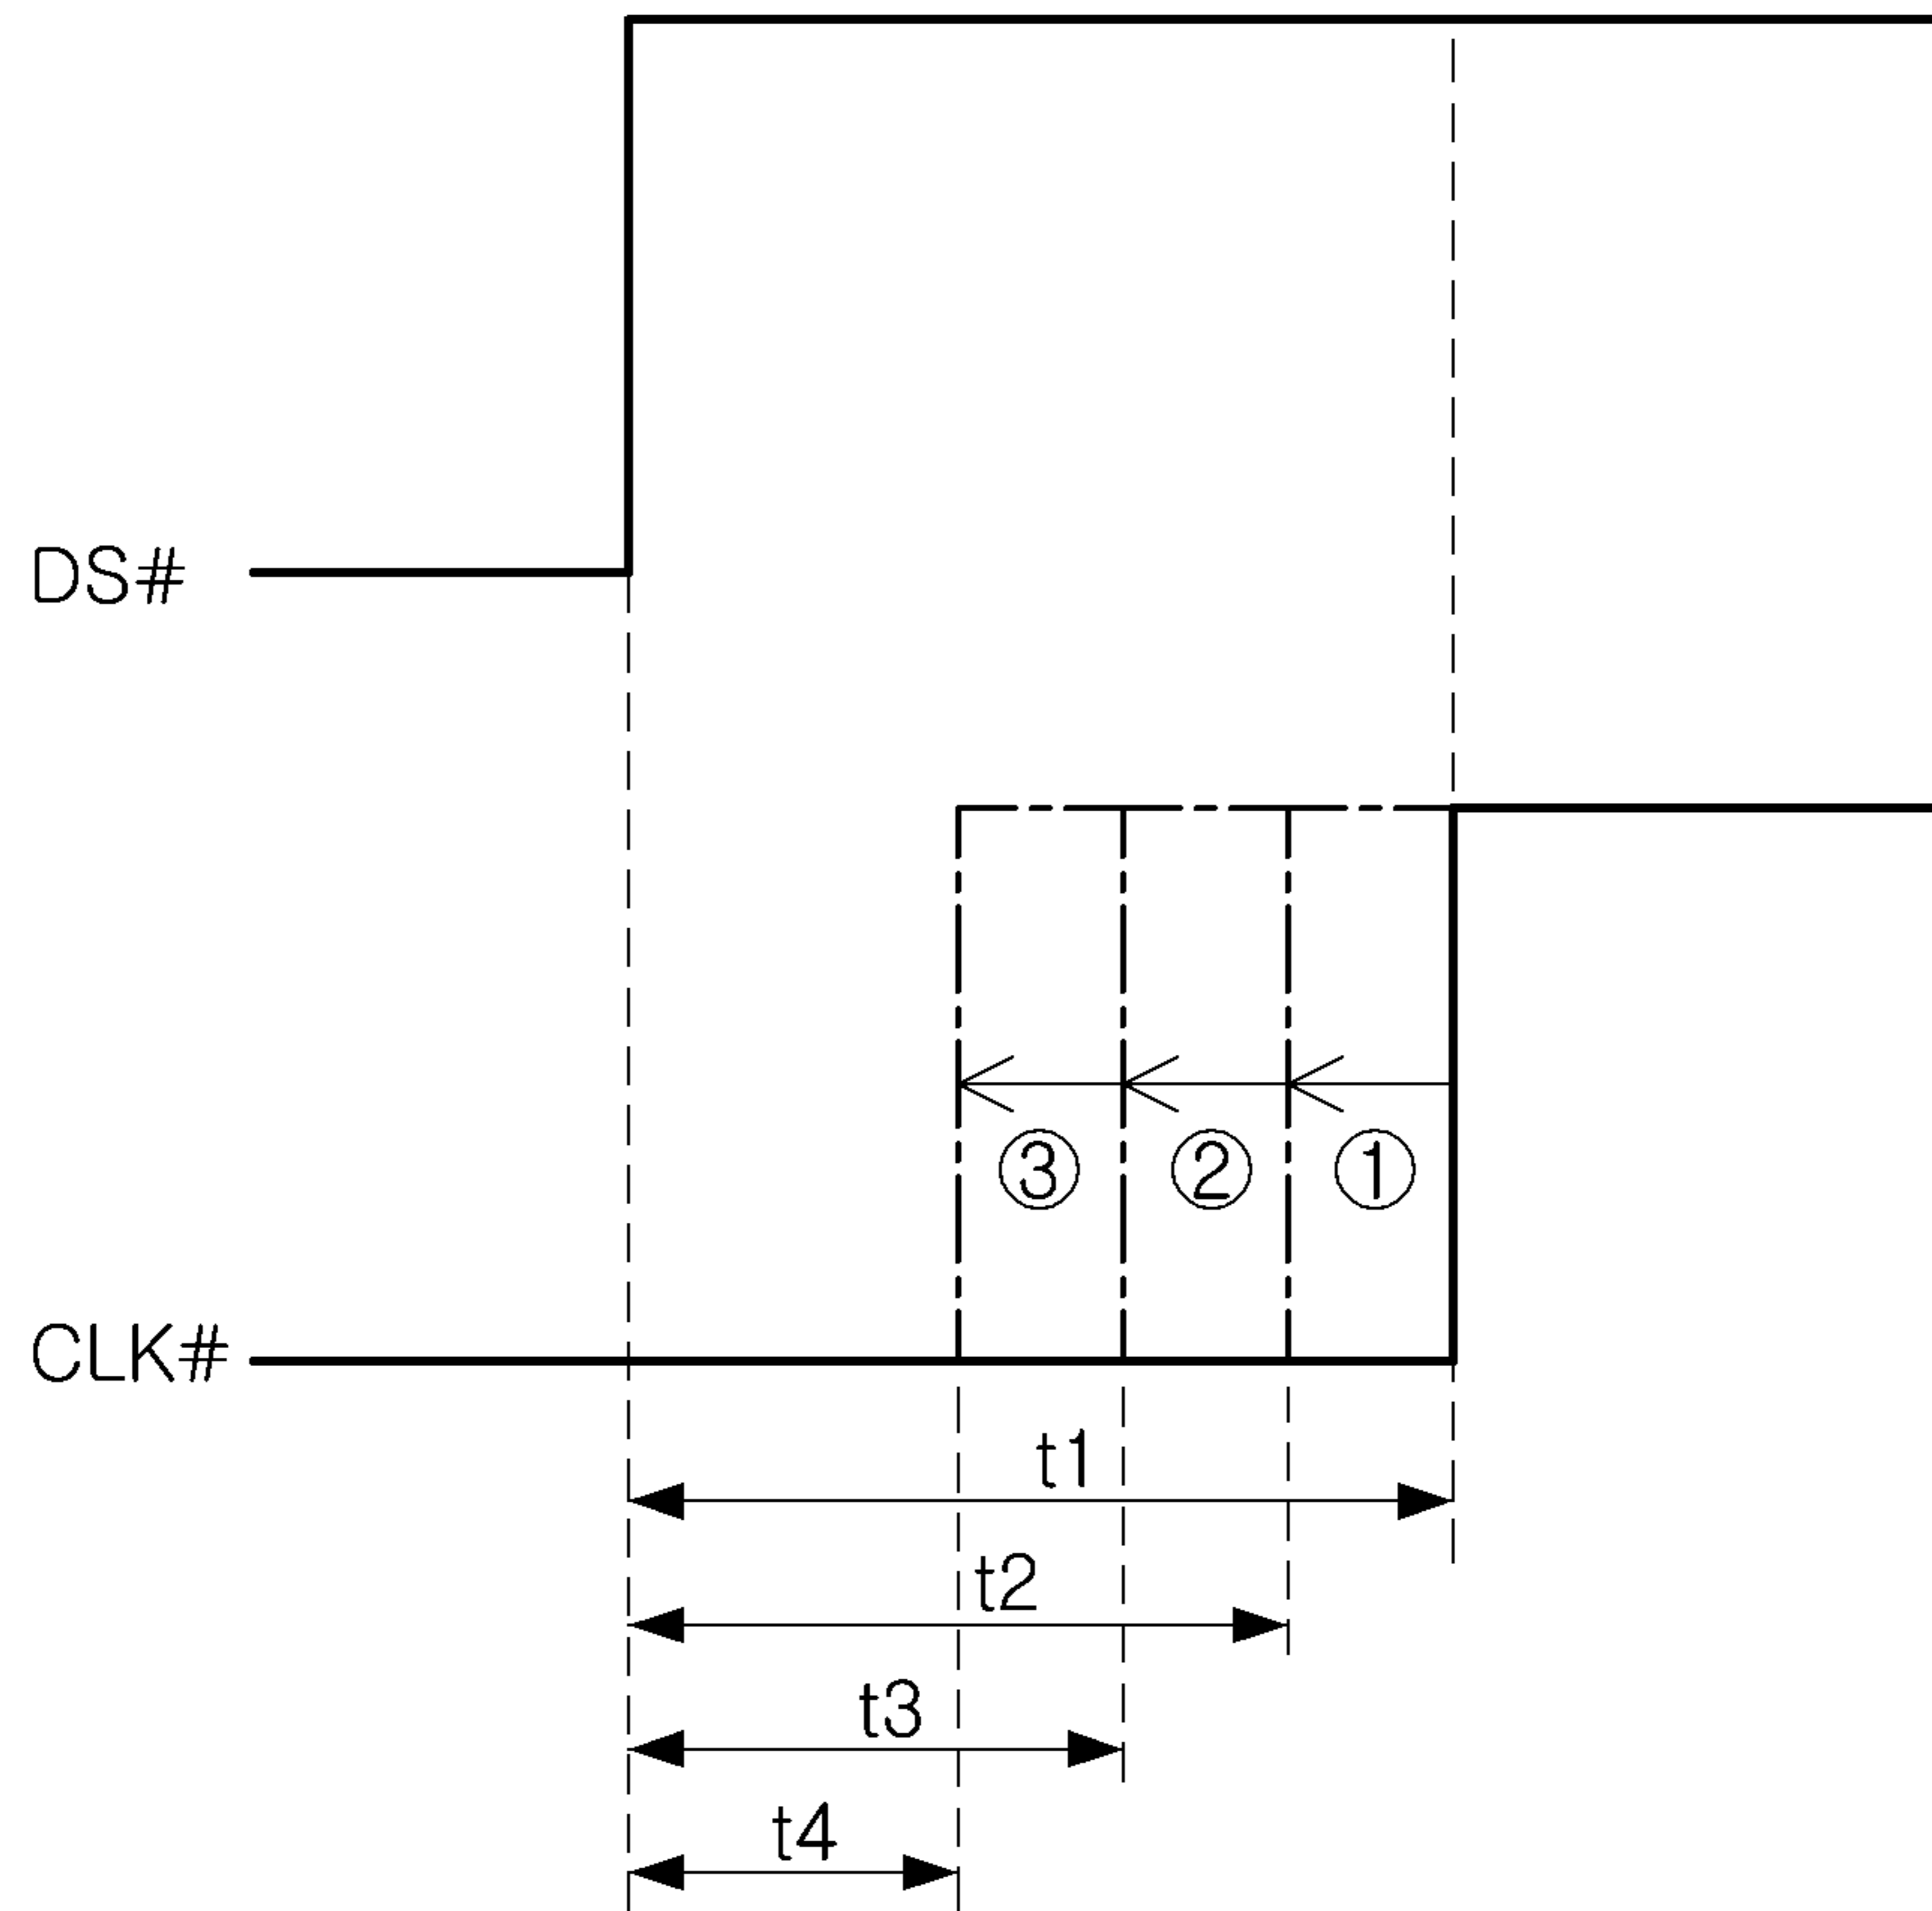 DS#
③ ② ①
CLK#
t1
t2
t3
t4